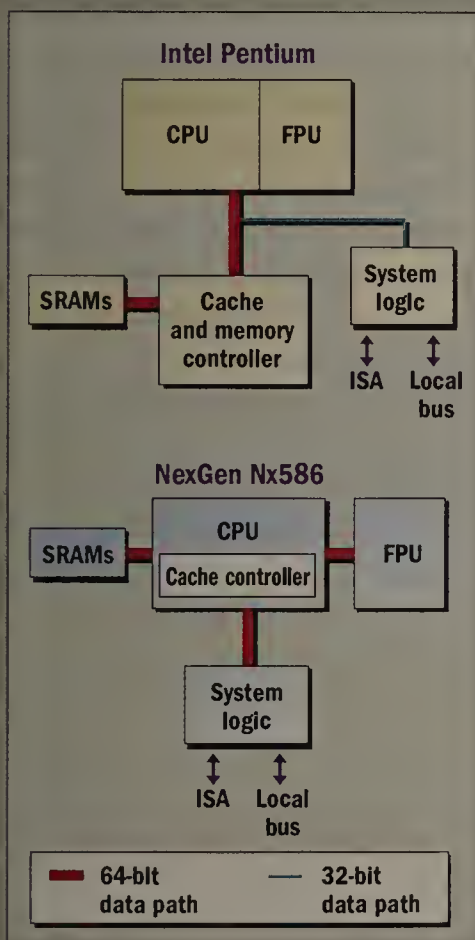 Intel Pentium
CPU
FPU
SRAMs
Cache
and memory
controller
System
logic
ISA
Local
bus
NexGen Nx586
SRAMs
CPU
Cache controller
FPU
System
logic
ISA
Local
bus
64-bit
data path
32-bit
data path